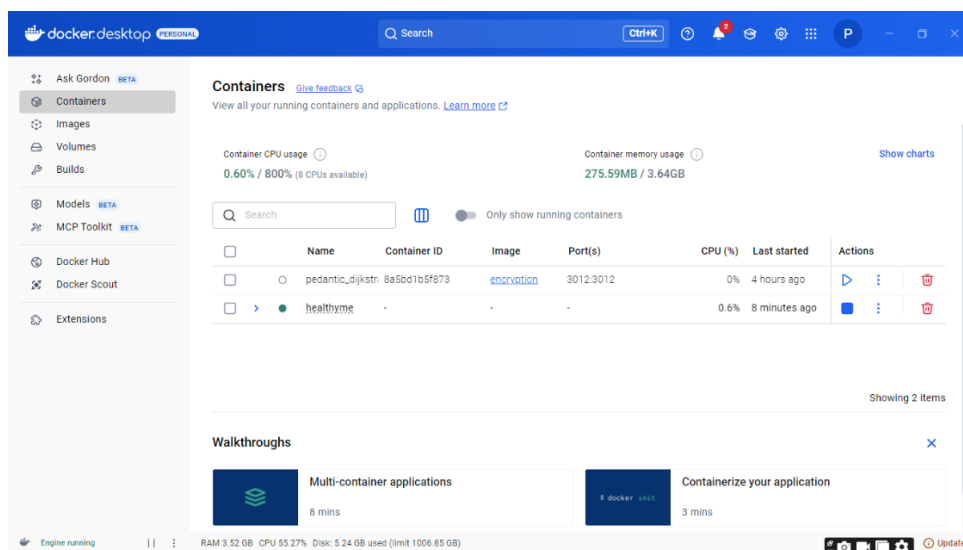 docker.desktop PERSONAL Search Ctrl+K 2 P
Ask Gordon BETA
Containers
Images
Volumes
Builds
Models BETA
MCP Toolkit BETA
Docker Hub
Docker Scout
Extensions
Containers Give feedback
View all your running containers and applications. Learn more
Container CPU usage
0.60% / 800% (8 CPUs available)
Container memory usage
275.59MB / 3.64GB
Show charts
Search
Only show running containers
Name Container ID Image Port(s) CPU (%) Last started Actions
pedantic_dijkstr 8a5bd1b5f873 encryption 3012:3012 0% 4 hours ago
healthyme - - - 0.6% 8 minutes ago
Showing 2 items
Walkthroughs
Multi-container applications
8 mins
$ docker init
Containerize your application
3 mins
Engine running RAM 3.52 GB CPU 55.27% Disk: 5.24 GB used (limit 1006.85 GB) Update